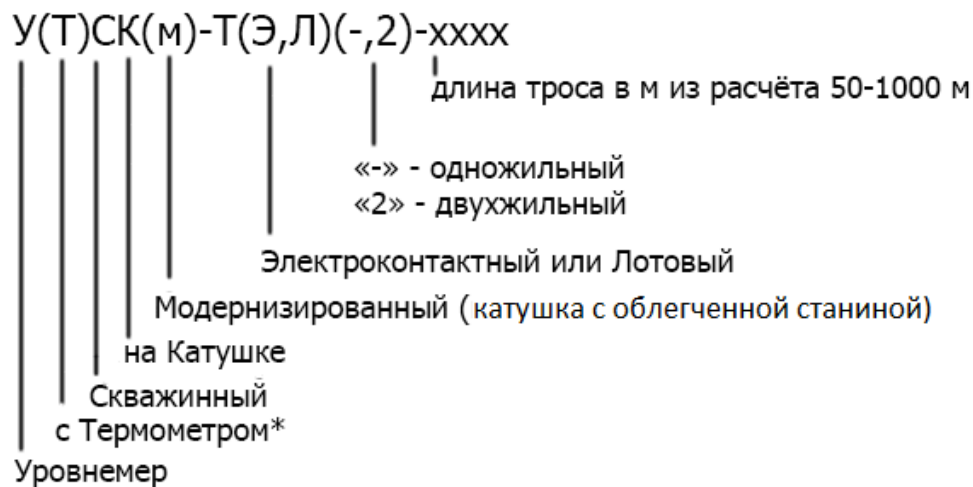 У(Т)СК(м)-Т(Э,Л)(-,2)-хххх
длина троса в м из расчёта 50-1000 м
«-» - одножильный
«2» - двухжильный
Электроконтактный или Лотовый
Модернизированный (катушка с облегченной станиной)
на Катушке
Скважинный
с Термометром*
Уровнемер